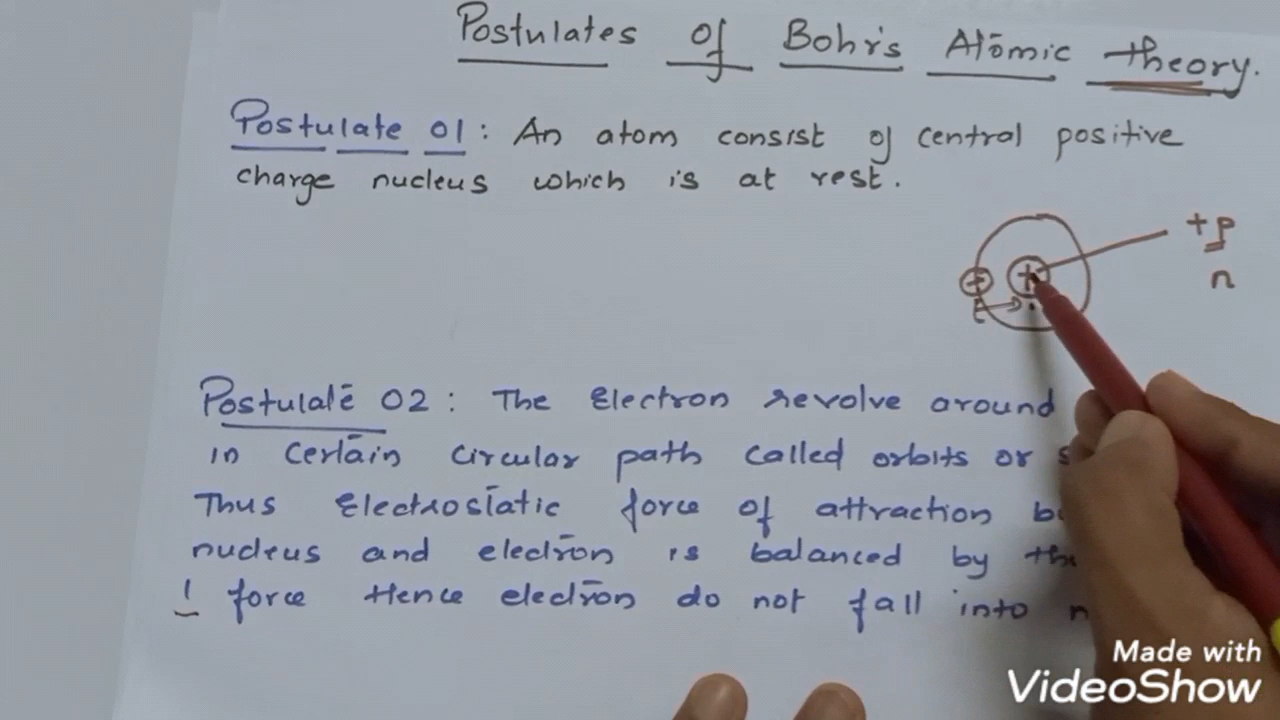 Postulates of Bohr's Atomic theory.
Postulate 01: An atom consist of central positive
charge nucleus which is at rest.
+p
n
Postulate 02: The Electron revolve around
in certain circular path called orbits or
Thus Electrostatic force of attraction
nucleus and electron is balanced by
force Hence electron do not fall into
Made with
VideoShow